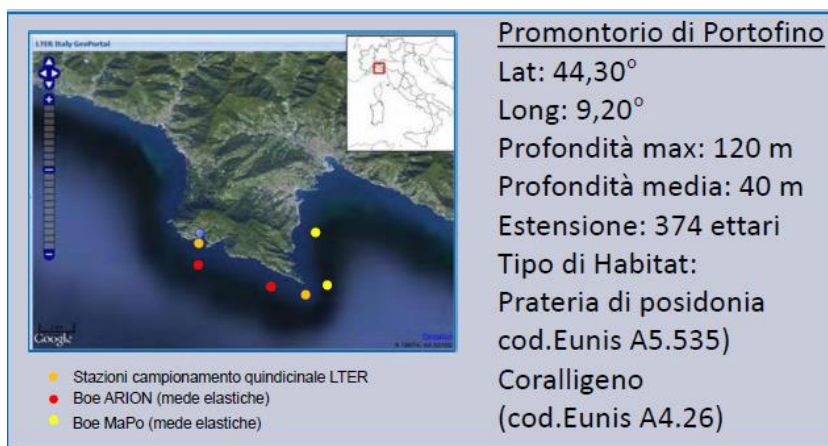 LTER Italy GeoPortal
Google
Stazioni campionamento quindicinale LTER
Boe ARION (mede elastiche)
Boe MaPo (mede elastiche)
Promontorio di Portofino
Lat: 44,30°
Long: 9,20°
Profondità max: 120 m
Profondità media: 40 m
Estensione: 374 ettari
Tipo di Habitat:
Prateria di posidonia
cod.Eunis A5.535)
Coralligeno
(cod.Eunis A4.26)